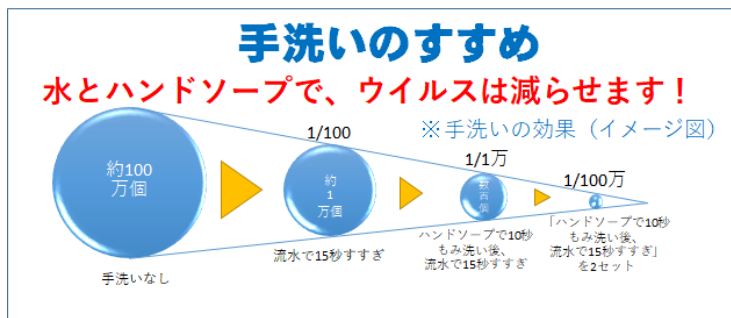 手洗いのすすめ
水とハンドソープで、ウイルスは減らせます！
※手洗いの効果（イメージ図）
約100
万個
手洗いなし
1/100
約
1
万個
流水で15秒すすぎ
1/1万
数百個
ハンドソープで10秒
もみ洗い後、
流水で15秒すすぎ
1/100万
「ハンドソープで10秒
もみ洗い後、
流水で15秒すすぎ」
を2セット